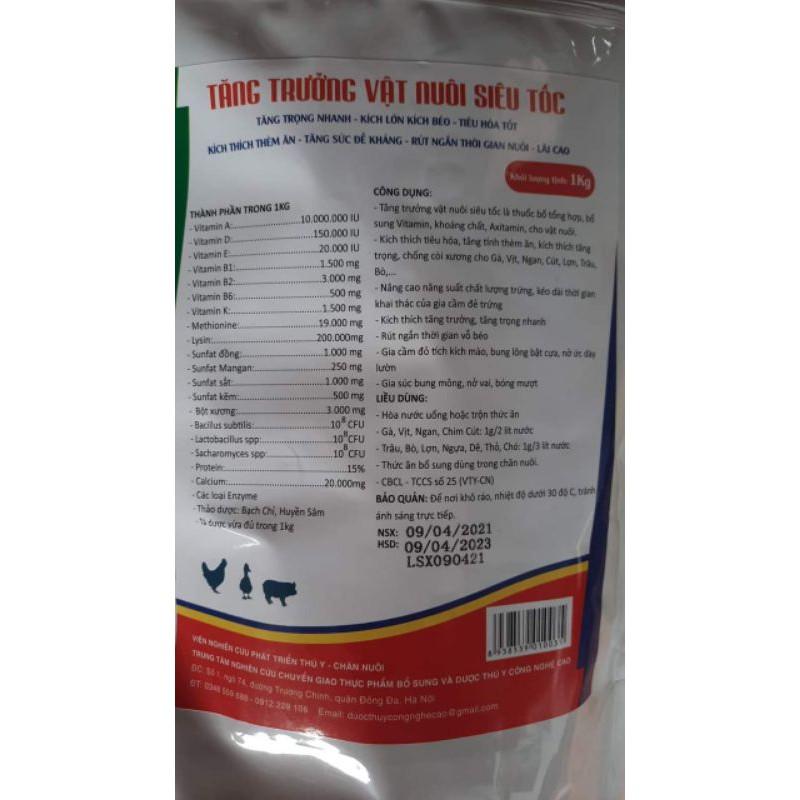 TĂNG TRƯỞNG VẬT NUÔI SIÊU TỐC
TĂNG TRỌNG NHANH - KÍCH LỚN KÍCH BÉO - TIÊU HÓA TỐT
KÍCH THÍCH THÈM ĂN - TĂNG SỨC ĐỀ KHÁNG - RÚT NGẮN THỜI GIAN NUÔI - LÃI CAO
Khối lượng tịnh: 1Kg
THÀNH PHẦN TRONG 1KG
- Vitamin A:..........10.000.000 IU
- Vitamin D:..........150.000 IU
- Vitamin E:..........20.000 IU
- Vitamin B1:..........1.500 mg
- Vitamin B2:..........3.000 mg
- Vitamin B6:..........500 mg
- Vitamin K:..........1.500 mg
- Methionine:..........19.000 mg
- Lysin:..........200.000mg
- Sunfat đồng:..........1.000 mg
- Sunfat Mangan:..........250 mg
- Sunfat sắt:..........1.000 mg
- Sunfat kẽm:..........500 mg
- Bột xương:..........3.000 mg
- Bacillus subtilis:..........10⁸ CFU
- Lactobacillus spp:..........10⁸CFU
- Sacharomyces spp:..........10⁸ CFU
- Protein:..........15%
- Calcium:..........20.000mg
- Các loại Enzyme
- Thảo dược: Bạch Chỉ, Huyền Sâm
- Tá dược vừa đủ trong 1kg
CÔNG DỤNG:
- Tăng trưởng vật nuôi siêu tốc là thuốc bổ tổng hợp, bổ
sung Vitamin, khoáng chất, Axitamin, cho vật nuôi.
- Kích thích tiêu hóa, tăng tính thèm ăn, kích thích tăng
trọng, chống còi xương cho Gà, Vịt, Ngan, Cút, Lợn, Trâu,
Bò,...
- Nâng cao năng suất chất lượng trứng, kéo dài thời gian
khai thác của gia cầm đẻ trứng
- Kích thích tăng trưởng, tăng trọng nhanh
- Rút ngắn thời gian vỗ béo
- Gia cầm đỏ tích kích mào, bung lông bật cựa, nở ức dày
lườn
- Gia súc bung mông, nở vai, bóng mượt
LIỀU DÙNG:
- Hòa nước uống hoặc trộn thức ăn
- Gà, Vịt, Ngan, Chim Cút: 1g/2 lít nước
- Trâu, Bò, Lợn, Ngựa, Dê, Thỏ, Chó: 1g/3 lít nước
- Thức ăn bổ sung dùng trong chăn nuôi.
- CBCL - TCCS số 25 (VTY-CN)
BẢO QUẢN: Để nơi khô ráo, nhiệt độ dưới 30 độ C, tránh
ánh sáng trực tiếp.
NSX: 09/04/2021
HSD: 09/04/2023
LSX090421
VIỆN NGHIÊN CỨU PHÁT TRIỂN THÚ Y - CHĂN NUÔI
TRUNG TÂM NGHIÊN CỨU CHUYỂN GIAO THỰC PHẨM BỔ SUNG VÀ DƯỢC THÚ Y CÔNG NGHỆ CAO
ĐC: Số 1, ngõ 74, đường Trường Chinh, quận Đống Đa, Hà Nội
Email: duocthuycongnghecao@gmail.com